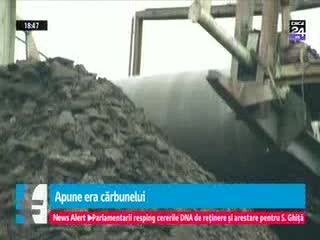 18:47
DIGI 24
Apune era cărbunelui
News Alert ▶Parlamentarii resping cererile DNA de reținere și arestare pentru S. Ghiță